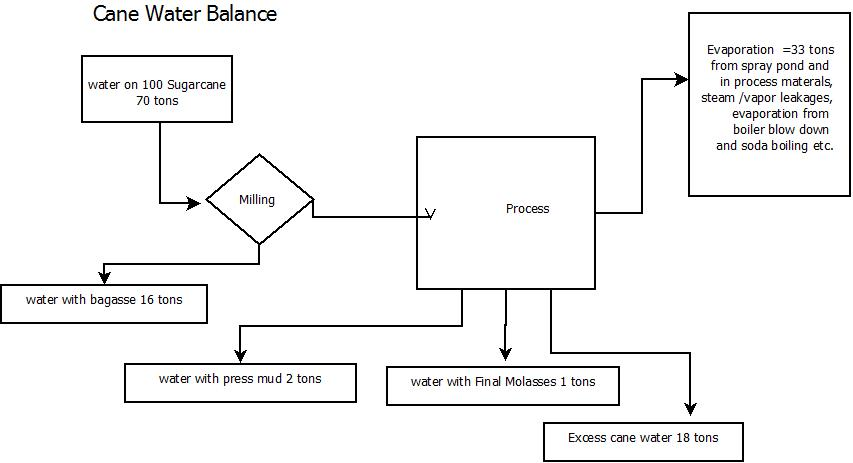 Cane Water Balance
water on 100 Sugarcane
70 tons
Evaporation =33 tons
from spray pond and
in process materals,
steam /vapor leakages,
evaporation from
boiler blow down
and soda boiling etc.
Milling
Process
water with bagasse 16 tons
water with press mud 2 tons
water with Final Molasses 1 tons
Excess cane water 18 tons